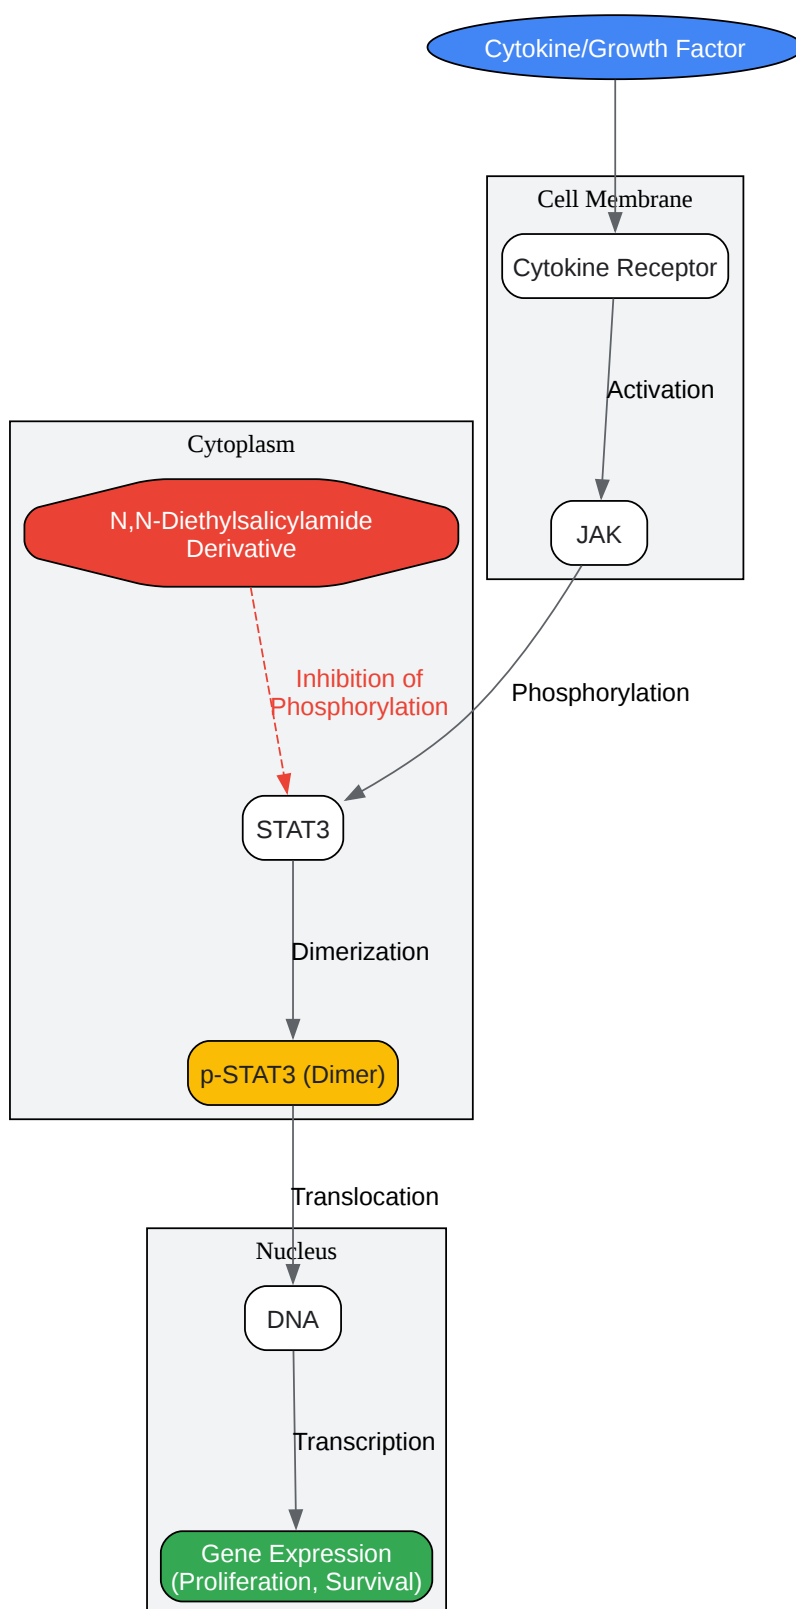 Cytokine/Growth Factor
Cell Membrane
Cytokine Receptor
Activation
Cytoplasm
N,N-Diethylsalicylamide
Derivative
JAK
Inhibition of
Phosphorylation
Phosphorylation
STAT3
Dimerization
p-STAT3 (Dimer)
Translocation
Nucleus
DNA
Transcription
Gene Expression
(Proliferation, Survival)